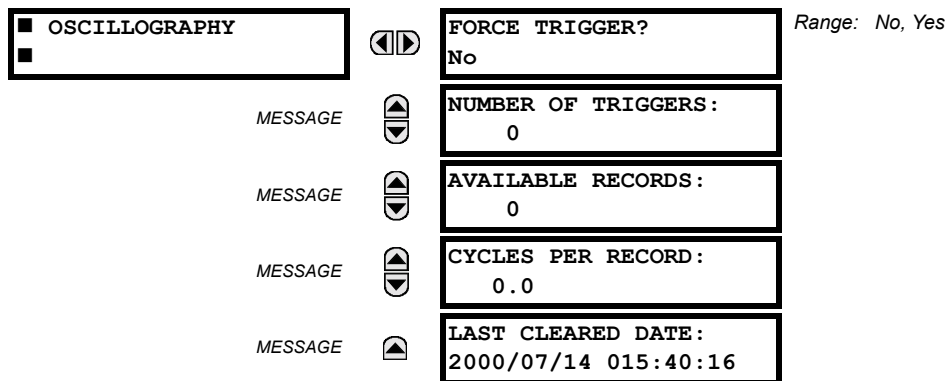 ■ OSCILLOGRAPHY
■
FORCE TRIGGER?
No
Range: No, Yes
MESSAGE
NUMBER OF TRIGGERS:
0
MESSAGE
AVAILABLE RECORDS:
0
MESSAGE
CYCLES PER RECORD:
0.0
MESSAGE
LAST CLEARED DATE:
2000/07/14 015:40:16